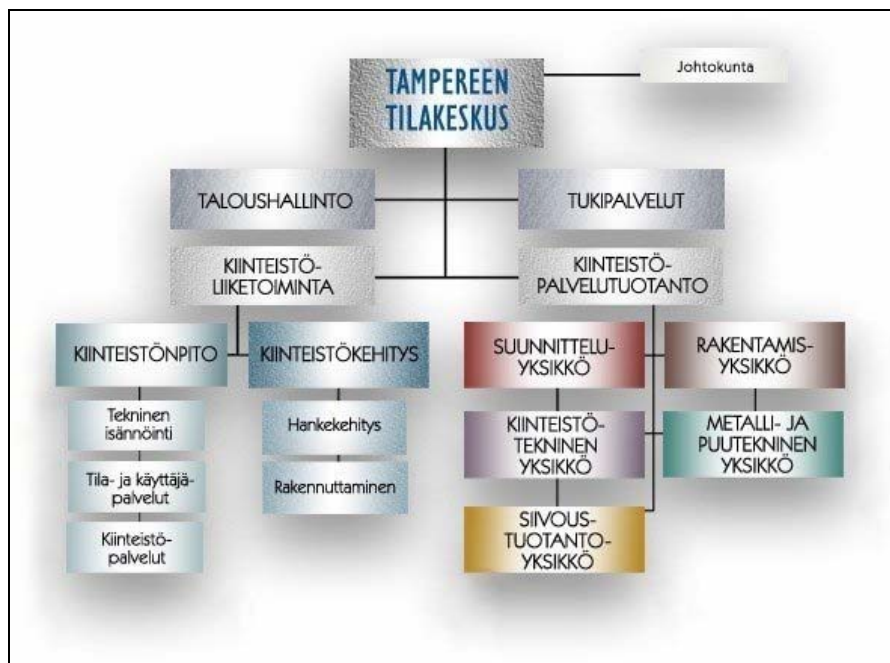 TAMPEREEN
TILAKESKUS
Johtokunta
TALOUSHALLINTO
TUKIPALVELUT
KIINTEISTÖ-
LIIKETOIMINTA
KIINTEISTÖ-
PALVELUTUOTANTO
KIINTEISTÖNPITO
KIINTEISTÖKEHITYS
SUUNNITTELU-
YKSIKKÖ
RAKENTAMIS-
YKSIKKÖ
Tekninen
isännöinti
Hankekehitys
KIINTEISTÖ-
TEKNINEN
YKSIKKÖ
METALLI- JA
PUUTEKNINEN
YKSIKKÖ
Tila- ja käyttäjä-
palvelut
Rakennuttaminen
Kiinteistö-
palvelut
SIIVOUS-
TUOTANTO-
YKSIKKÖ